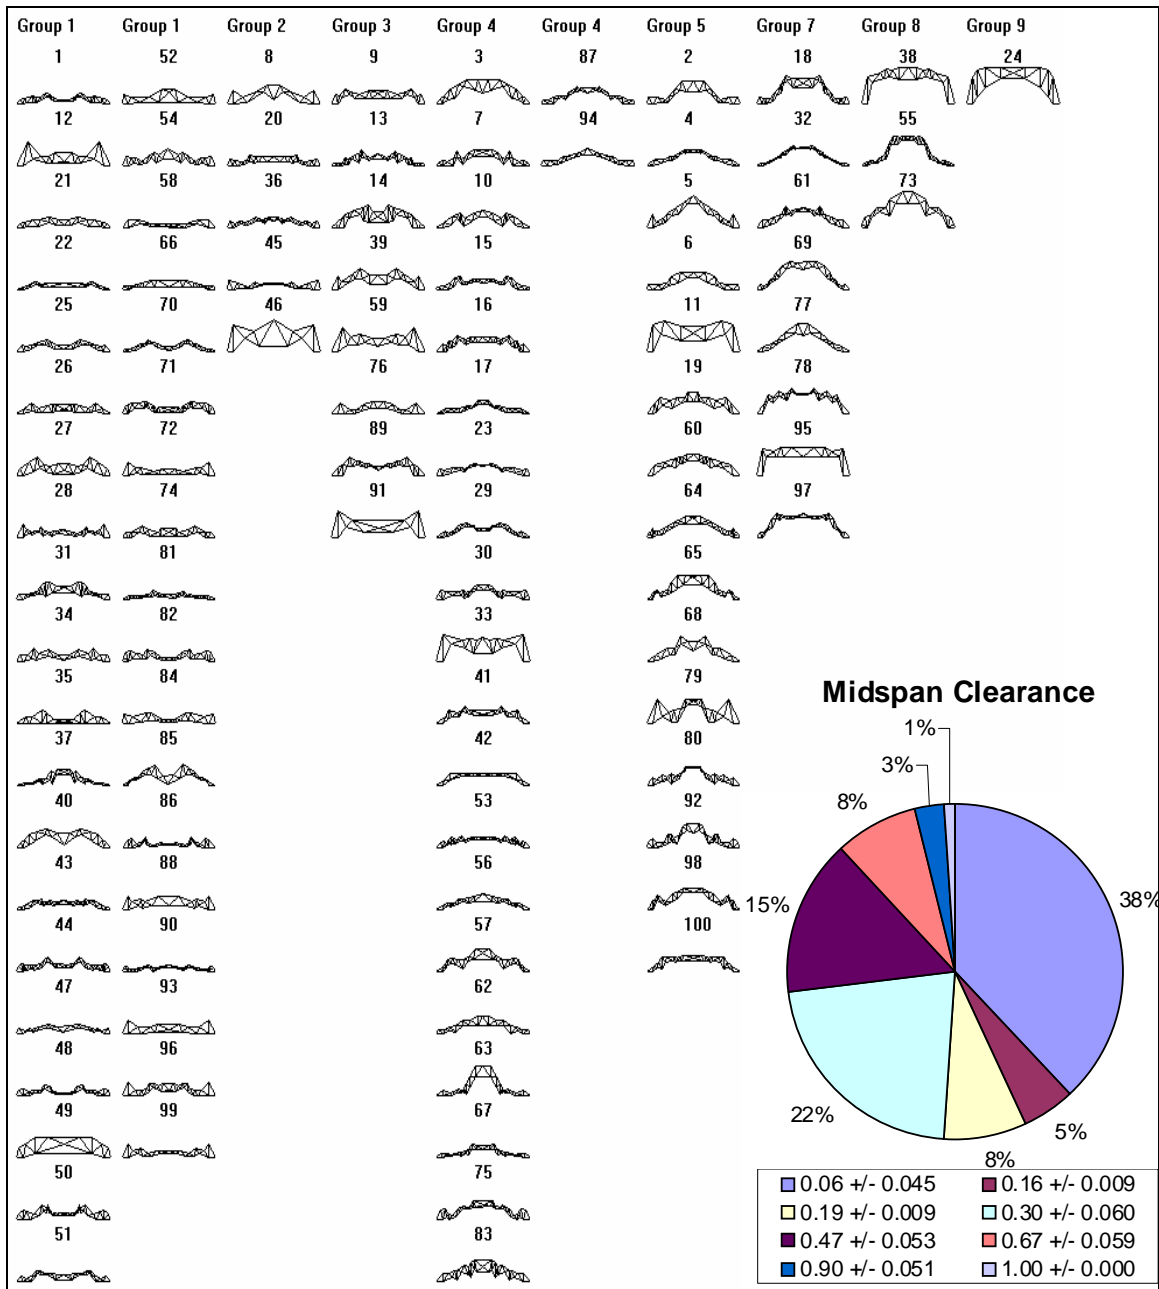 Group 1 Group 1 Group 2 Group 3 Group 4 Group 4 Group 5 Group 7 Group 8 Group 9
1 52 8 9 3 87 2 18 38 24
12 54 20 13 7 94 4 32 55
21 58 36 14 10 5 61 73
22 66 45 39 15 6 69
25 70 46 59 16 11 77
26 71 76 17 19 78
27 72 89 23 60 95
28 74 91 29 64 97
31 81 30 65
34 82 33 68
35 84 41 79
37 85 42 80
40 86 53 92
43 88 56 98
44 90 57 100
47 93 62
48 96 63
49 99 67
50 75
51 83
Midspan Clearance
1%
3%
8%
15%
38%
22%
5%
8%
0.06 +/- 0.045 0.16 +/- 0.009
0.19 +/- 0.009 0.30 +/- 0.060
0.47 +/- 0.053 0.67 +/- 0.059
0.90 +/- 0.051 1.00 +/- 0.000